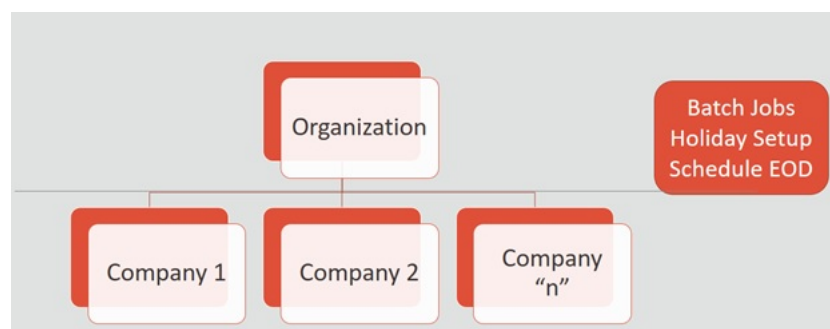 Organization
Batch Jobs
Holiday Setup
Schedule EOD
Company 1
Company 2
Company
“n”